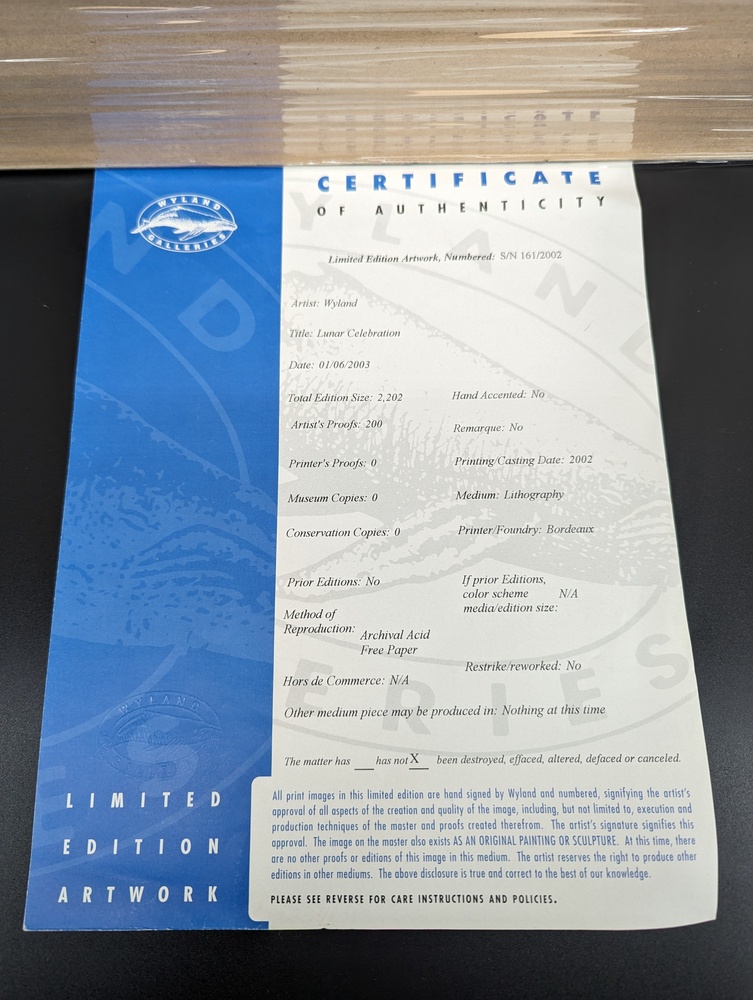 CERTIFICATE
OF AUTHENTICITY
WYLAND
GALLERIES
Limited Edition Artwork, Numbered: S/N 161/2002
Artist: Wyland
Title: Lunar Celebration
Date: 01/06/2003
Total Edition Size: 2,202
Hand Accented: No
Artist's Proofs: 200
Remarque: No
Printer's Proofs: 0
Printing/Casting Date: 2002
Museum Copies: 0
Medium: Lithography
Conservation Copies: 0
Printer/Foundry: Bordeaux
Prior Editions: No
If prior Editions,
color scheme N/A
media/edition size:
Method of
Reproduction: Archival Acid
Free Paper
Restrike/reworked: No
Hors de Commerce: N/A
Other medium piece may be produced in: Nothing at this time
The matter has ___ has not X been destroyed, effaced, altered, defaced or canceled.
LIMITED
EDITION
ARTWORK
All print images in this limited edition are hand signed by Wyland and numbered, signifying the artist's
approval of all aspects of the creation and quality of the image, including, but not limited to, execution and
production techniques of the master and proofs created therefrom. The artist's signature signifies this
approval. The image on the master also exists AS AN ORIGINAL PAINTING OR SCULPTURE. At this time, there
are no other proofs or editions of this image in this medium. The artist reserves the right to produce other
editions in other mediums. The above disclosure is true and correct to the best of our knowledge.
PLEASE SEE REVERSE FOR CARE INSTRUCTIONS AND POLICIES.